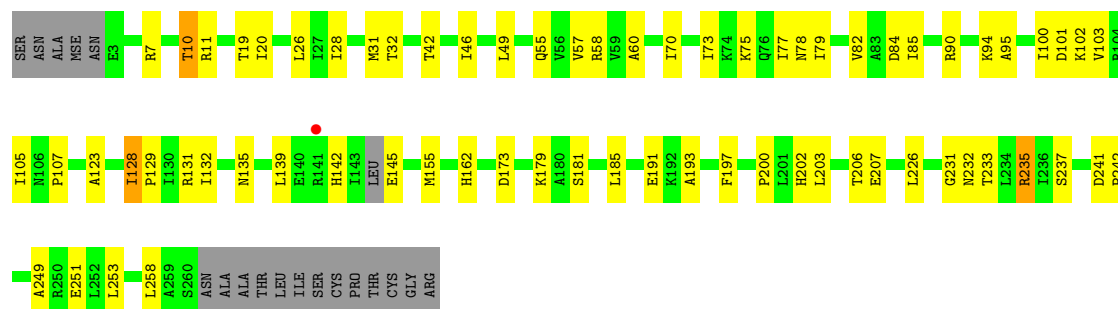 SER ASN ALA MSE ASN E3 R7 T10 R11 T19 I20 L26 I27 I28 M31 T32 T42 I46 L49 Q55 V56 V57 R58 V59 A60 I70 I73 K74 K75 Q76 I77 N78 I79 V82 A83 D84 I85 R90 K94 A95 I100 D101 K102 V103 R104
I105 N106 P107 A123 I128 P129 I130 R131 I132 N135 L139 E140 R141 H142 I143 LEU E145 M155 H162 D173 K179 A180 S181 L185 E191 K192 A193 F197 P200 L201 H202 L203 T206 E207 L226 G231 N232 T233 L234 R235 I236 S237 D241
A249 R250 E251 L252 L253 L258 A259 S260 ASN ALA ALA THR LEU ILE SER CYS PRO THR CYS GLY ARG